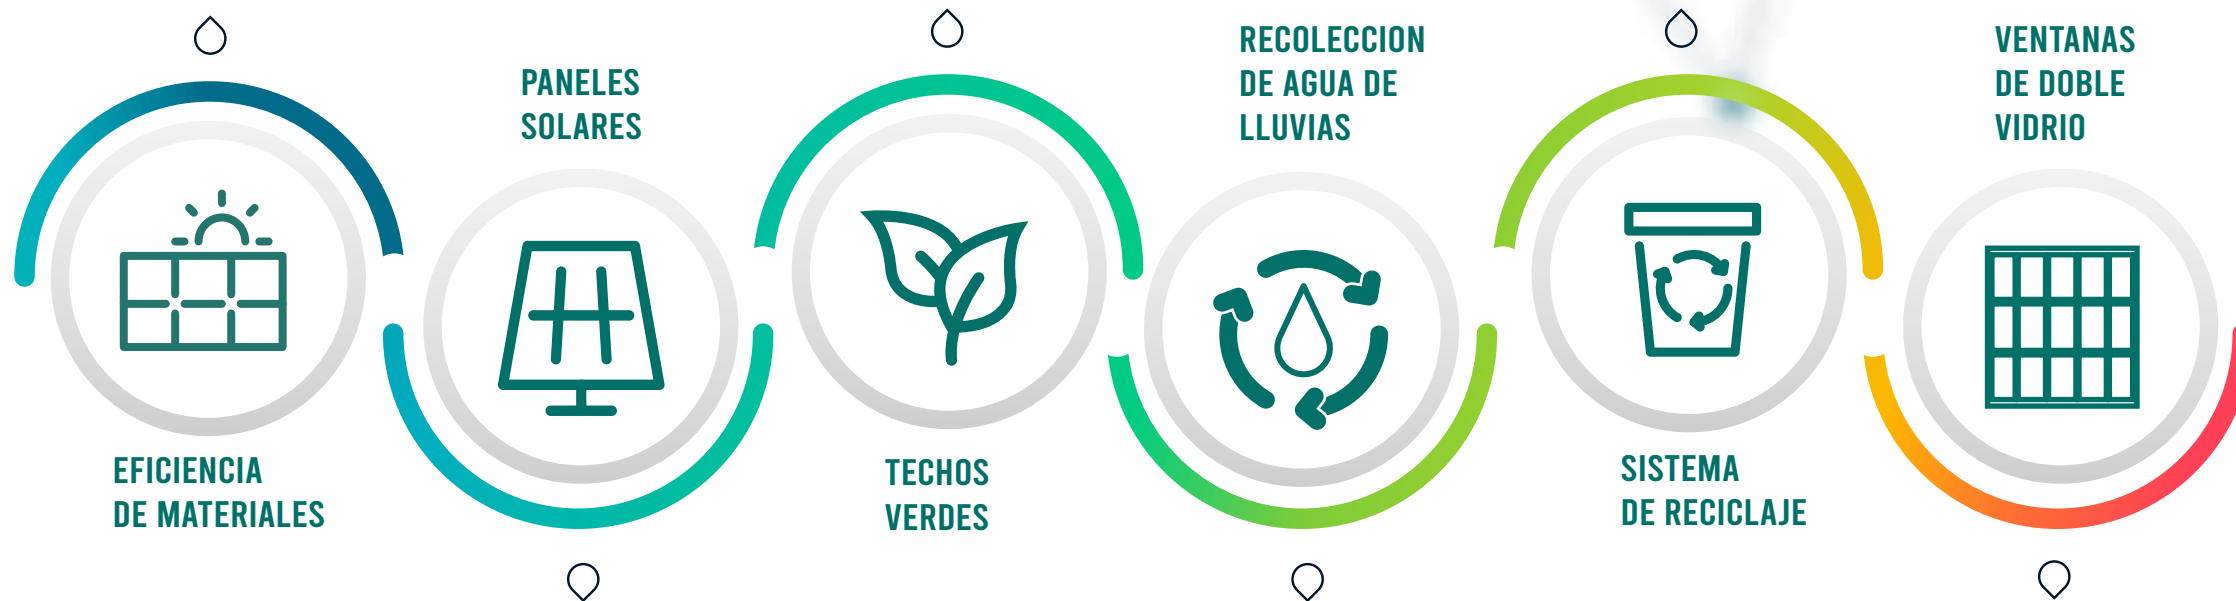 EFICIENCIA
DE MATERIALES
PANELES
SOLARES
TECHOS
VERDES
RECOLECCION
DE AGUA DE
LLUVIAS
SISTEMA
DE RECICLAJE
VENTANAS
DE DOBLE
VIDRIO